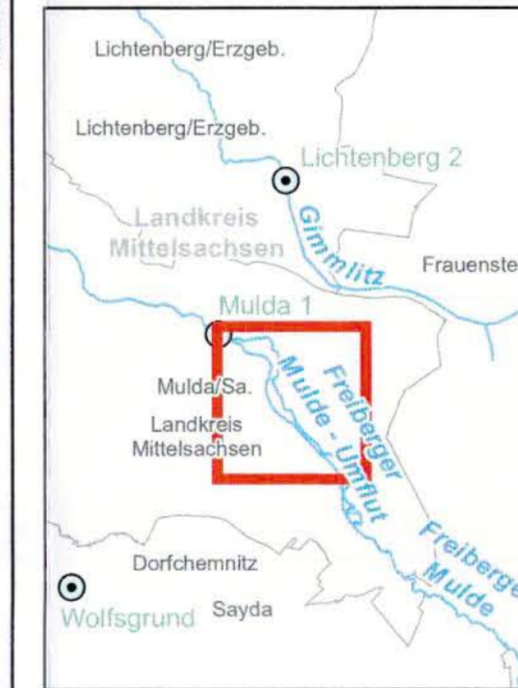 Lichtenberg/Erzgeb.
Lichtenberg/Erzgeb.
Lichtenberg 2
Landkreis
Mittelsachsen
Gimmlitz
Frauenste
Mulda 1
Mulda/Sa.
Landkreis
Mittelsachsen
Freiberger
Mulde - Umflut
Freiberge
Mulde
Dorfchemnitz
Wolfsgrund
Sayda